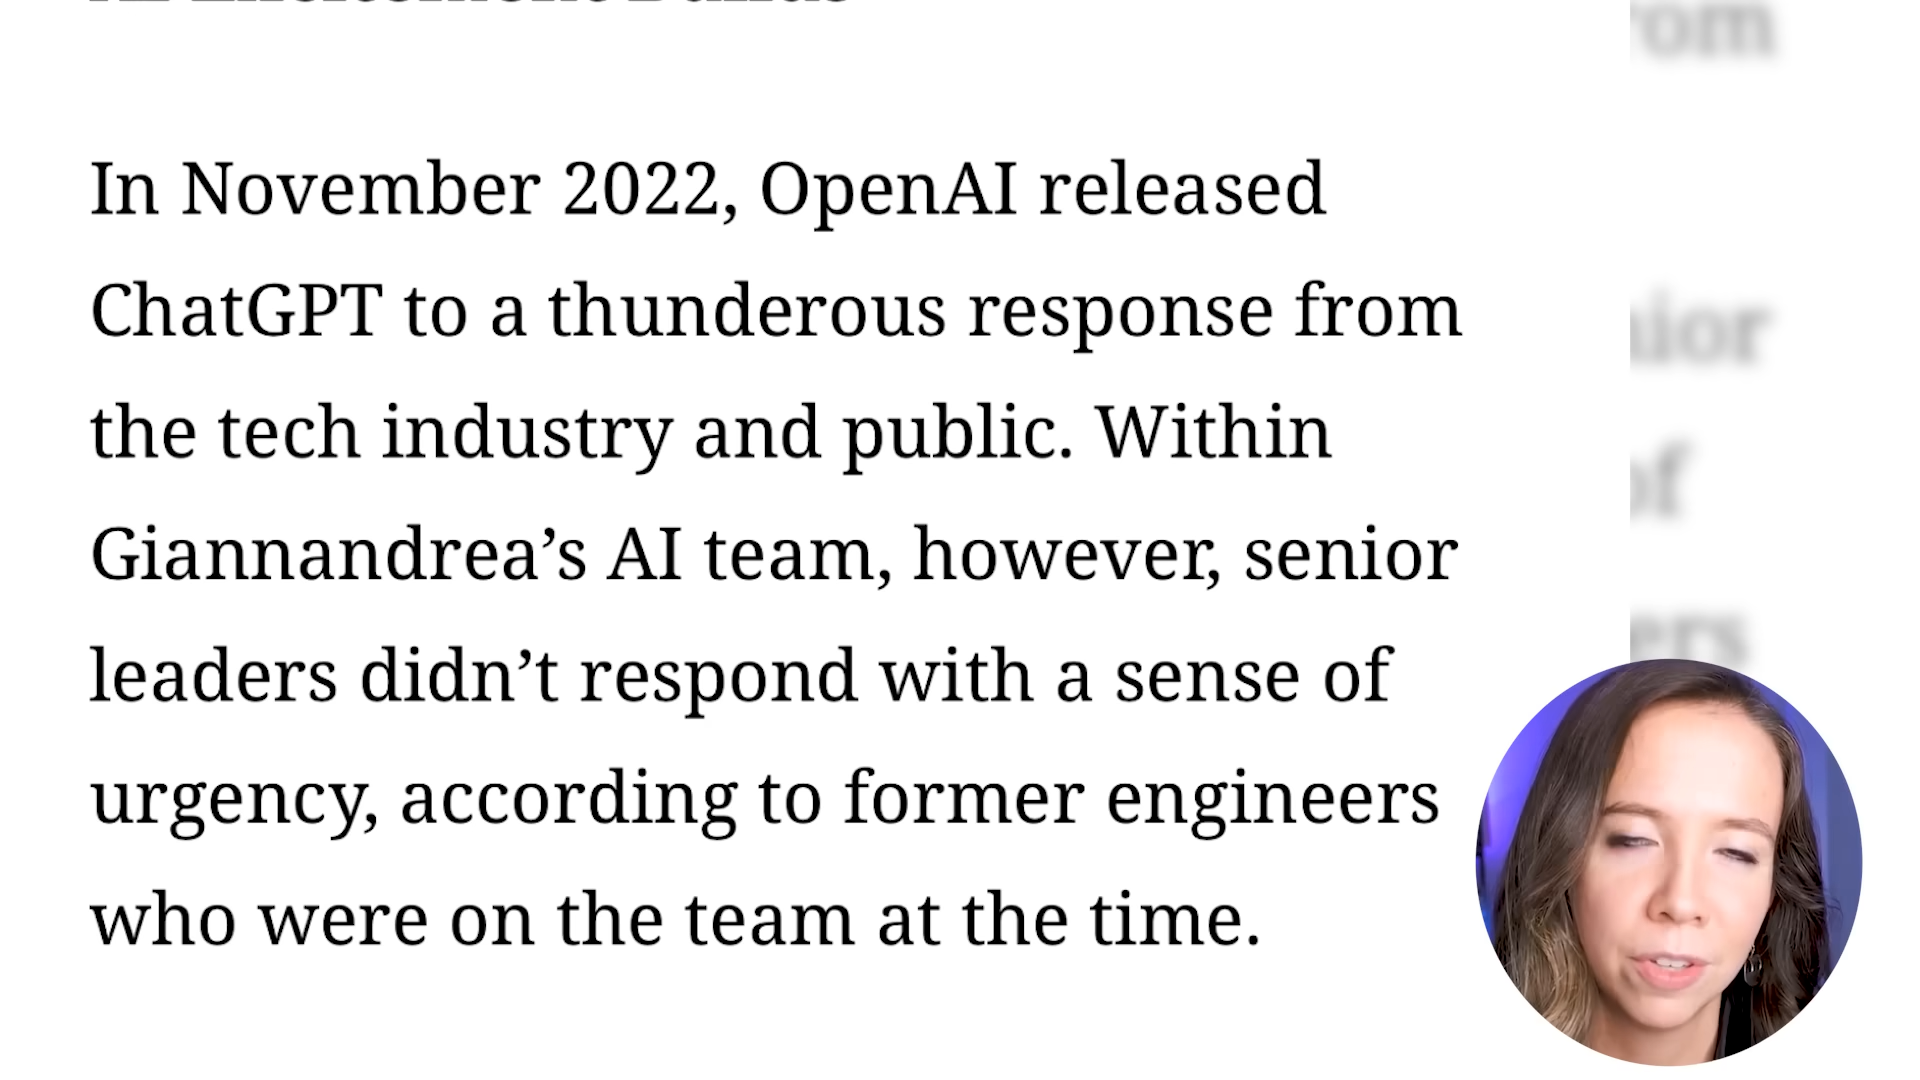 In November 2022, OpenAI released
ChatGPT to a thunderous response from
the tech industry and public. Within
Giannandrea’s AI team, however, senior
leaders didn’t respond with a sense of
urgency, according to former engineers
who were on the team at the time.